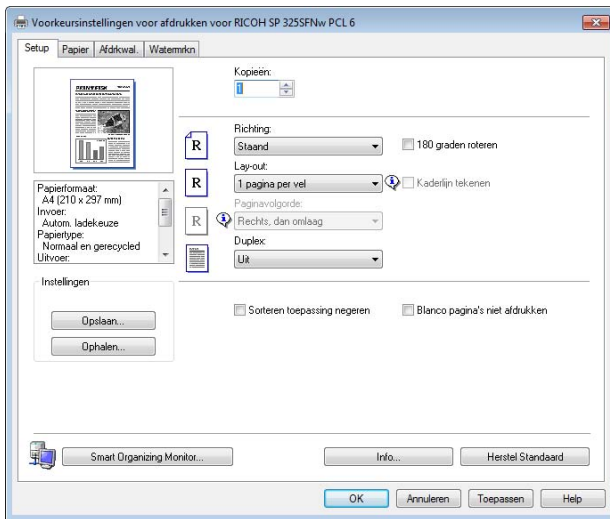 Voorkeursinstellingen voor afdrukken voor RICOH SP 325SFNw PCL 6
Setup
Papier
Afdrkwal.
Watermrkn
Kopieën:
1
Richting:
Staand
180 graden roteren
Lay-out:
1 pagina per vel
Kaderlijn tekenen
Paginavolgorde:
Rechts, dan omlaag
Duplex:
Uit
R
R
R
Papierformaat:
A4 (210 x 297 mm)
Invoer:
Autom. ladekeuze
Papiertype:
Normaal en gerecycled
Uitvoer:
Instellingen
Opslaan...
Ophalen...
Sorteren toepassing negeren
Blanco pagina's niet afdrukken
Smart Organizing Monitor...
Info...
Herstel Standaard
OK
Annuleren
Toepassen
Help